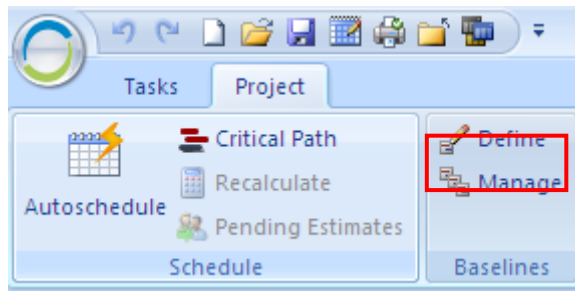 Tasks
Project
Autoschedule
Critical Path
Recalculate
Pending Estimates
Schedule
Define
Manage
Baselines